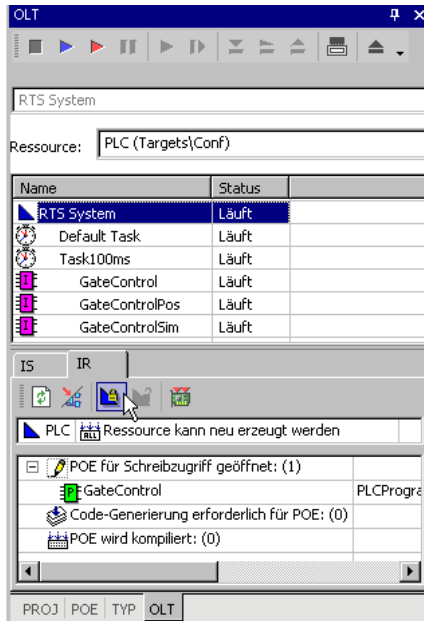 OLT
RTS System
Ressource: PLC (Targets\Conf)
Name Status
RTS System Läuft
Default Task Läuft
Task100ms Läuft
GateControl Läuft
GateControlPos Läuft
GateControlSim Läuft
IS IR
PLC ALL Ressource kann neu erzeugt werden
POE für Schreibzugriff geöffnet: (1)
P GateControl PLCProgra
Code-Generierung erforderlich für POE: (0)
POE wird kompiliert: (0)
PROJ POE TYP OLT